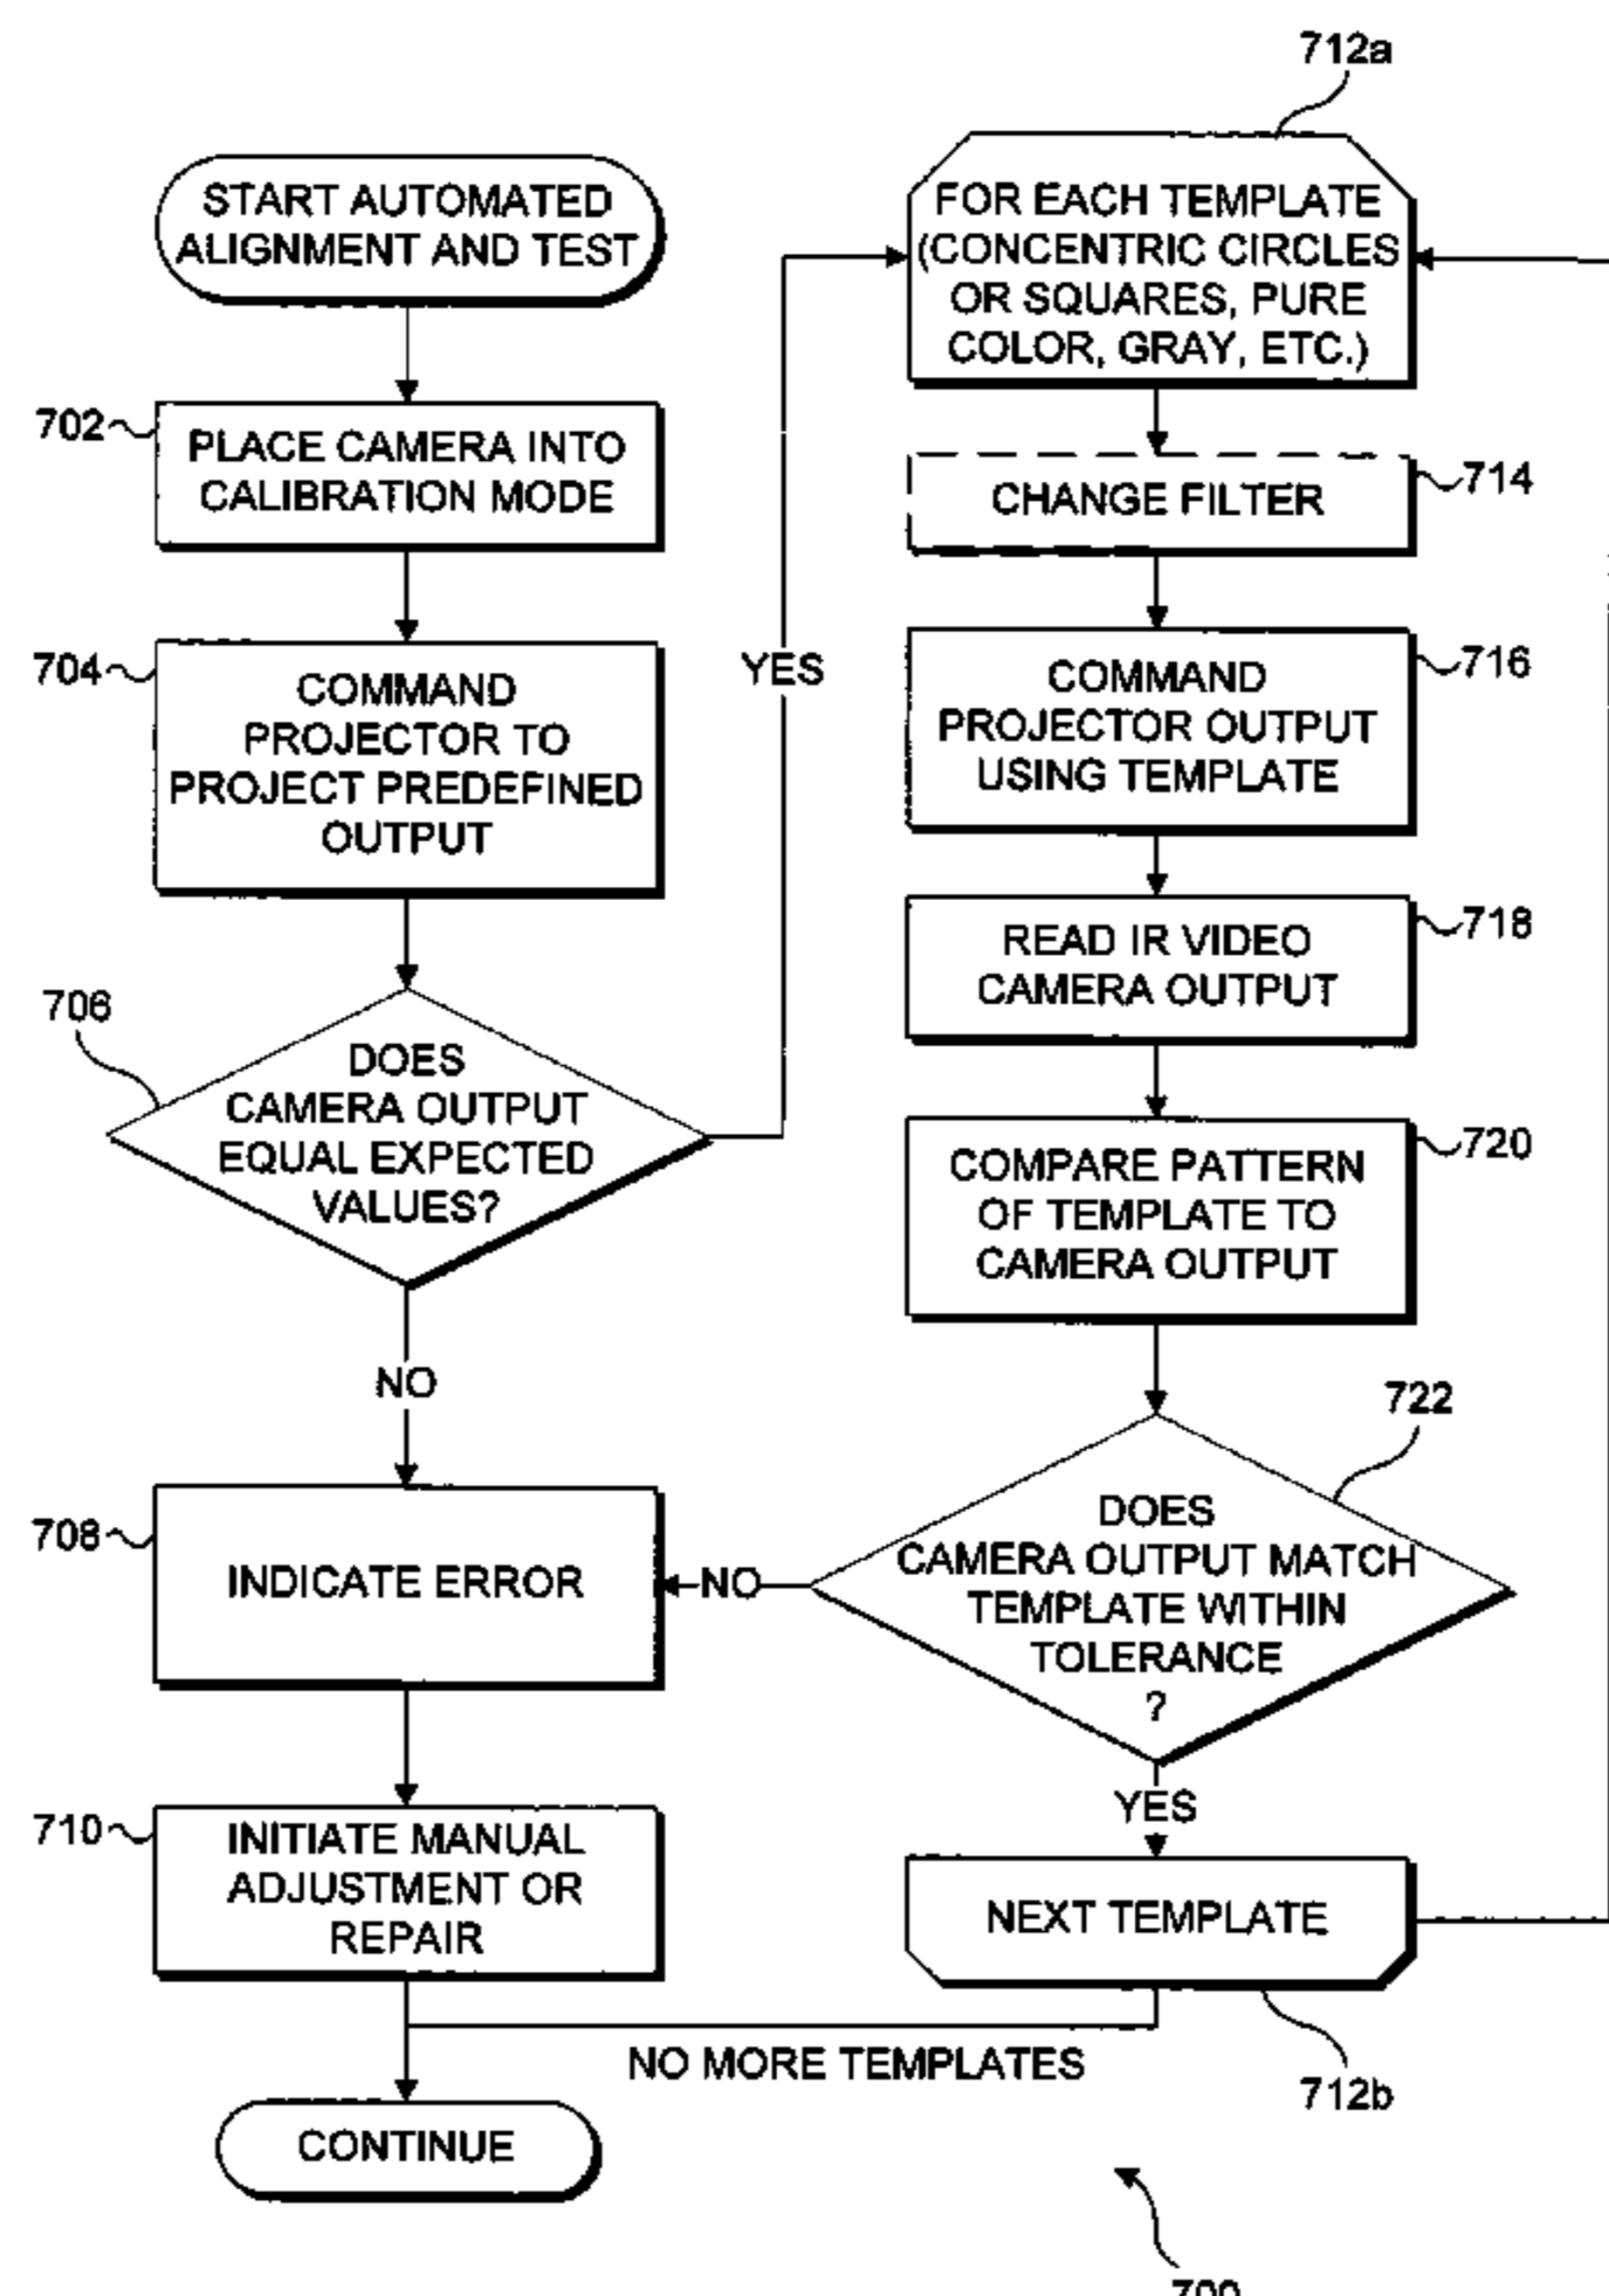 START AUTOMATED
ALIGNMENT AND TEST
702
PLACE CAMERA INTO
CALIBRATION MODE
704
COMMAND
PROJECTOR TO
PROJECT PREDEFINED
OUTPUT
706
DOES
CAMERA OUTPUT
EQUAL EXPECTED
VALUES?
YES
NO
708
INDICATE ERROR
710
INITIATE MANUAL
ADJUSTMENT OR
REPAIR
CONTINUE
712a
FOR EACH TEMPLATE
(CONCENTRIC CIRCLES
OR SQUARES, PURE
COLOR, GRAY, ETC.)
CHANGE FILTER
714
COMMAND
PROJECTOR OUTPUT
USING TEMPLATE
716
READ IR VIDEO
CAMERA OUTPUT
718
COMPARE PATTERN
OF TEMPLATE TO
CAMERA OUTPUT
720
722
DOES
CAMERA OUTPUT MATCH
TEMPLATE WITHIN
TOLERANCE
?
NO
YES
NEXT TEMPLATE
712b
NO MORE TEMPLATES